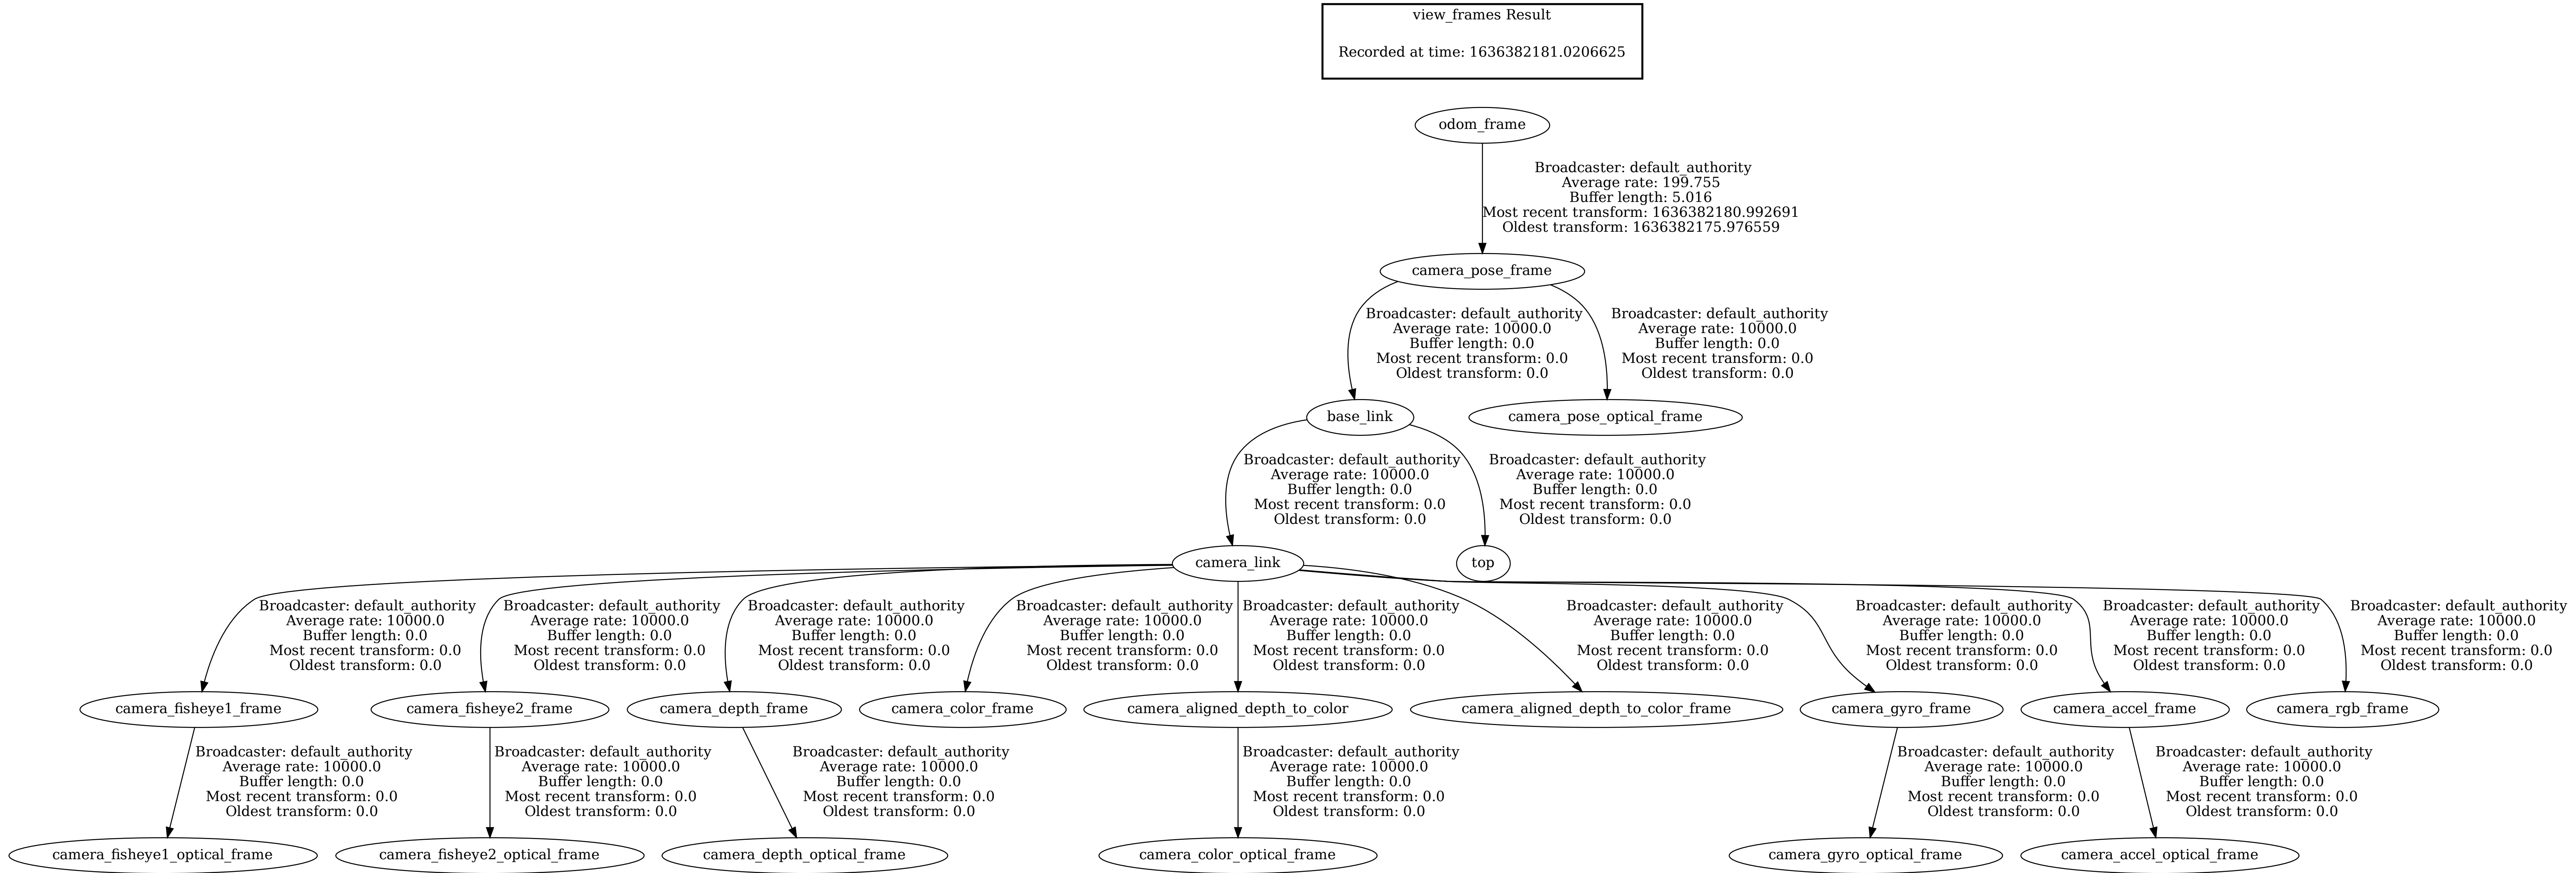 view_frames Result
Recorded at time: 1636382181.0206625
odom_frame
Broadcaster: default_authority
Average rate: 199.755
Buffer length: 5.016
Most recent transform: 1636382180.992691
Oldest transform: 1636382175.976559
camera_pose_frame
Broadcaster: default_authority
Average rate: 10000.0
Buffer length: 0.0
Most recent transform: 0.0
Oldest transform: 0.0
Broadcaster: default_authority
Average rate: 10000.0
Buffer length: 0.0
Most recent transform: 0.0
Oldest transform: 0.0
base_link
camera_pose_optical_frame
Broadcaster: default_authority
Average rate: 10000.0
Buffer length: 0.0
Most recent transform: 0.0
Oldest transform: 0.0
Broadcaster: default_authority
Average rate: 10000.0
Buffer length: 0.0
Most recent transform: 0.0
Oldest transform: 0.0
camera_link
top
Broadcaster: default_authority
Average rate: 10000.0
Buffer length: 0.0
Most recent transform: 0.0
Oldest transform: 0.0
Broadcaster: default_authority
Average rate: 10000.0
Buffer length: 0.0
Most recent transform: 0.0
Oldest transform: 0.0
Broadcaster: default_authority
Average rate: 10000.0
Buffer length: 0.0
Most recent transform: 0.0
Oldest transform: 0.0
Broadcaster: default_authority
Average rate: 10000.0
Buffer length: 0.0
Most recent transform: 0.0
Oldest transform: 0.0
Broadcaster: default_authority
Average rate: 10000.0
Buffer length: 0.0
Most recent transform: 0.0
Oldest transform: 0.0
Broadcaster: default_authority
Average rate: 10000.0
Buffer length: 0.0
Most recent transform: 0.0
Oldest transform: 0.0
Broadcaster: default_authority
Average rate: 10000.0
Buffer length: 0.0
Most recent transform: 0.0
Oldest transform: 0.0
Broadcaster: default_authority
Average rate: 10000.0
Buffer length: 0.0
Most recent transform: 0.0
Oldest transform: 0.0
Broadcaster: default_authority
Average rate: 10000.0
Buffer length: 0.0
Most recent transform: 0.0
Oldest transform: 0.0
camera_fisheye1_frame
camera_fisheye2_frame
camera_depth_frame
camera_color_frame
camera_aligned_depth_to_color
camera_aligned_depth_to_color_frame
camera_gyro_frame
camera_accel_frame
camera_rgb_frame
Broadcaster: default_authority
Average rate: 10000.0
Buffer length: 0.0
Most recent transform: 0.0
Oldest transform: 0.0
Broadcaster: default_authority
Average rate: 10000.0
Buffer length: 0.0
Most recent transform: 0.0
Oldest transform: 0.0
Broadcaster: default_authority
Average rate: 10000.0
Buffer length: 0.0
Most recent transform: 0.0
Oldest transform: 0.0
Broadcaster: default_authority
Average rate: 10000.0
Buffer length: 0.0
Most recent transform: 0.0
Oldest transform: 0.0
Broadcaster: default_authority
Average rate: 10000.0
Buffer length: 0.0
Most recent transform: 0.0
Oldest transform: 0.0
Broadcaster: default_authority
Average rate: 10000.0
Buffer length: 0.0
Most recent transform: 0.0
Oldest transform: 0.0
camera_fisheye1_optical_frame
camera_fisheye2_optical_frame
camera_depth_optical_frame
camera_color_optical_frame
camera_gyro_optical_frame
camera_accel_optical_frame